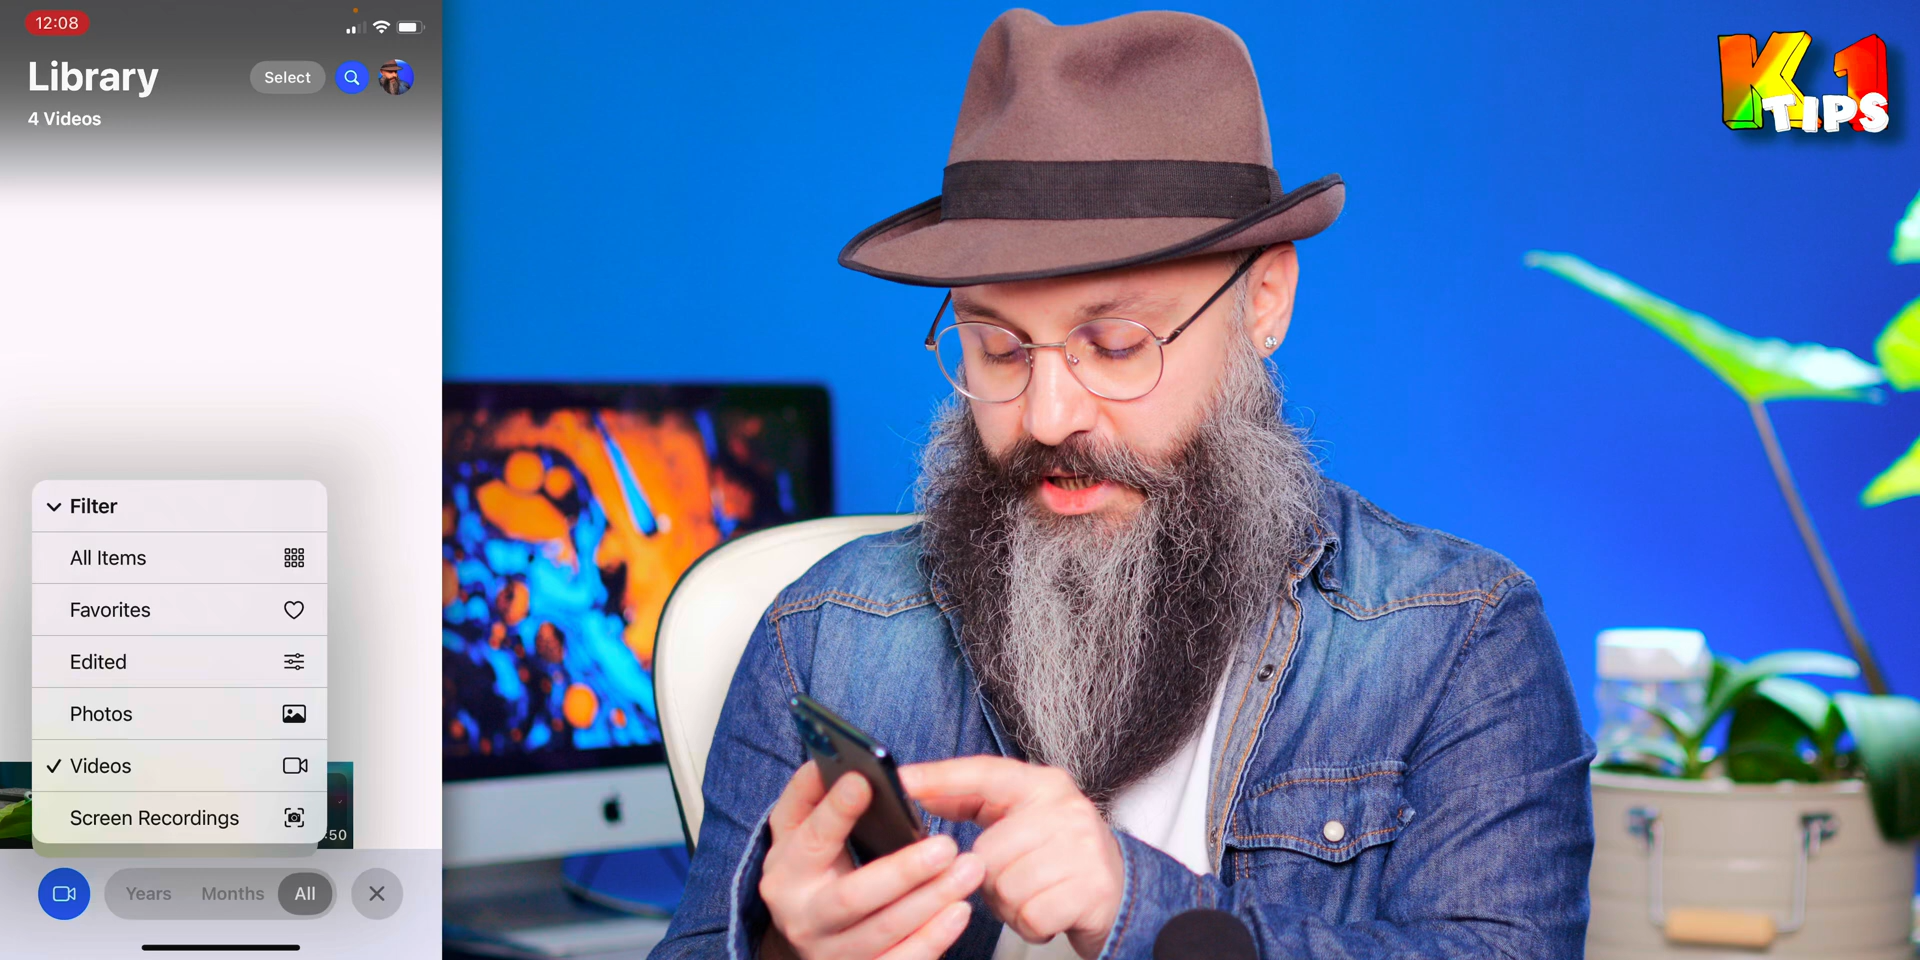 12:08
Library
Select
4 Videos
Filter
All Items
Favorites
Edited
Photos
Videos
Screen Recordings
:50
Years
Months
All
K1
TIPS